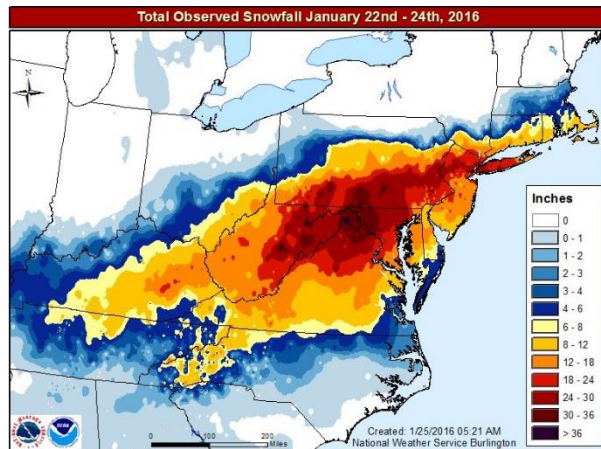 Total Observed Snowfall January 22nd - 24th, 2016
N
Inches
0
0 - 1
1 - 2
2 - 3
3 - 4
4 - 6
6 - 8
8 - 12
12 - 18
18 - 24
24 - 30
30 - 36
> 36
0 100 200
Miles
Created: 1/25/2016 05:21 AM
National Weather Service Burlington